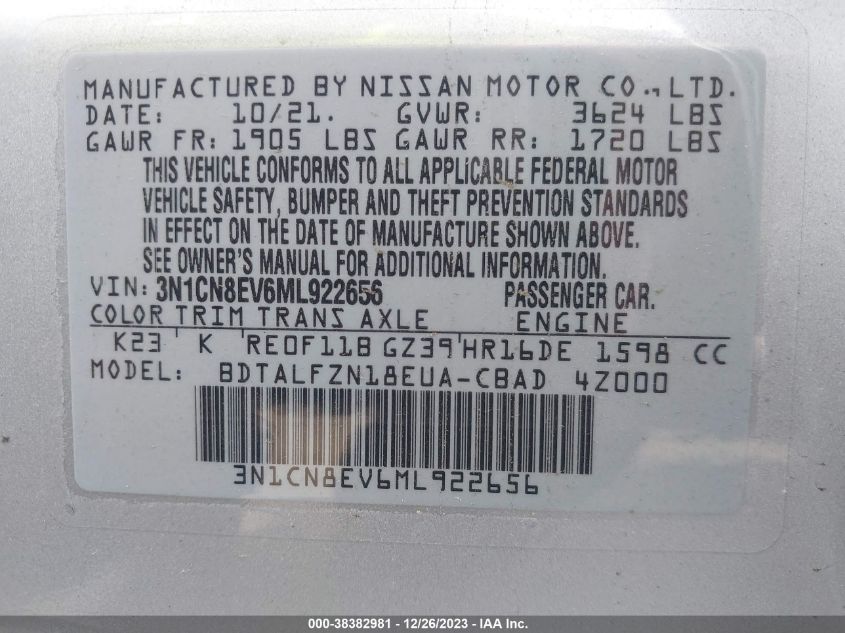 MANUFACTURED BY NISSAN MOTOR CO., LTD.
DATE: 10/21. GVWR: 3624 LBS
GAWR FR: 1905 LBS GAWR RR: 1720 LBS
THIS VEHICLE CONFORMS TO ALL APPLICABLE FEDERAL MOTOR
VEHICLE SAFETY, BUMPER AND THEFT PREVENTION STANDARDS
IN EFFECT ON THE DATE OF MANUFACTURE SHOWN ABOVE.
SEE OWNER'S MANUAL FOR ADDITIONAL INFORMATION.
VIN: 3N1CN8EV6ML922656 PASSENGER CAR.
COLOR TRIM TRANS AXLE ENGINE
K23 K RE0F11B GZ39 HR16DE 1598 CC
MODEL: BDTALFZN18EUA-CBAD 4Z000
3N1CN8EV6ML922656
000-38382981 - 12/26/2023 - IAA Inc.